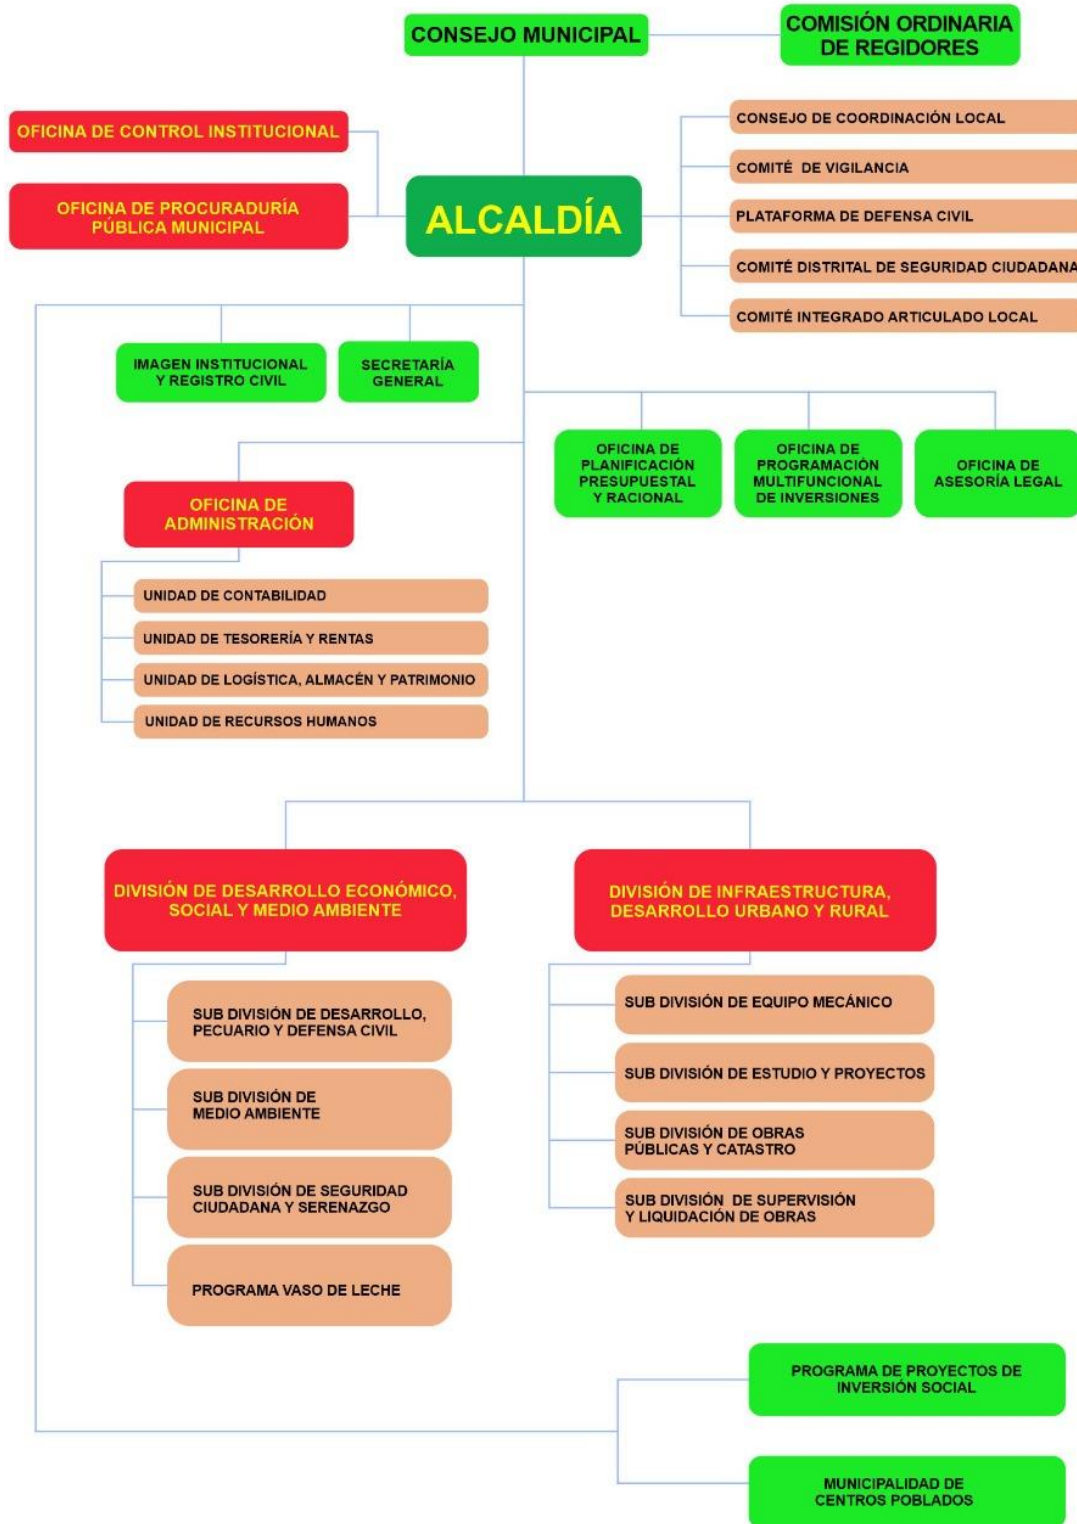 CONSEJO MUNICIPAL
COMISIÓN ORDINARIA
DE REGIDORES
OFICINA DE CONTROL INSTITUCIONAL
OFICINA DE PROCURADURÍA
PÚBLICA MUNICIPAL
ALCALDÍA
CONSEJO DE COORDINACIÓN LOCAL
COMITÉ DE VIGILANCIA
PLATAFORMA DE DEFENSA CIVIL
COMITÉ DISTRITAL DE SEGURIDAD CIUDADANA
COMITÉ INTEGRADO ARTICULADO LOCAL
IMAGEN INSTITUCIONAL
Y REGISTRO CIVIL
SECRETARÍA
GENERAL
OFICINA DE
PLANIFICACIÓN
PRESUPUESTAL
Y RACIONAL
OFICINA DE
PROGRAMACIÓN
MULTIFUNCIONAL
DE INVERSIONES
OFICINA DE
ASESORÍA LEGAL
OFICINA DE
ADMINISTRACIÓN
UNIDAD DE CONTABILIDAD
UNIDAD DE TESORERÍA Y RENTAS
UNIDAD DE LOGÍSTICA, ALMACÉN Y PATRIMONIO
UNIDAD DE RECURSOS HUMANOS
DIVISIÓN DE DESARROLLO ECONÓMICO,
SOCIAL Y MEDIO AMBIENTE
SUB DIVISIÓN DE DESARROLLO,
PECUARIO Y DEFENSA CIVIL
SUB DIVISIÓN DE
MEDIO AMBIENTE
SUB DIVISIÓN DE SEGURIDAD
CIUDADANA Y SERENAZGO
PROGRAMA VASO DE LECHE
DIVISIÓN DE INFRAESTRUCTURA,
DESARROLLO URBANO Y RURAL
SUB DIVISIÓN DE EQUIPO MECÁNICO
SUB DIVISIÓN DE ESTUDIO Y PROYECTOS
SUB DIVISIÓN DE OBRAS
PÚBLICAS Y CATASTRO
SUB DIVISIÓN DE SUPERVISIÓN
Y LIQUIDACIÓN DE OBRAS
PROGRAMA DE PROYECTOS DE
INVERSIÓN SOCIAL
MUNICIPALIDAD DE
CENTROS POBLADOS